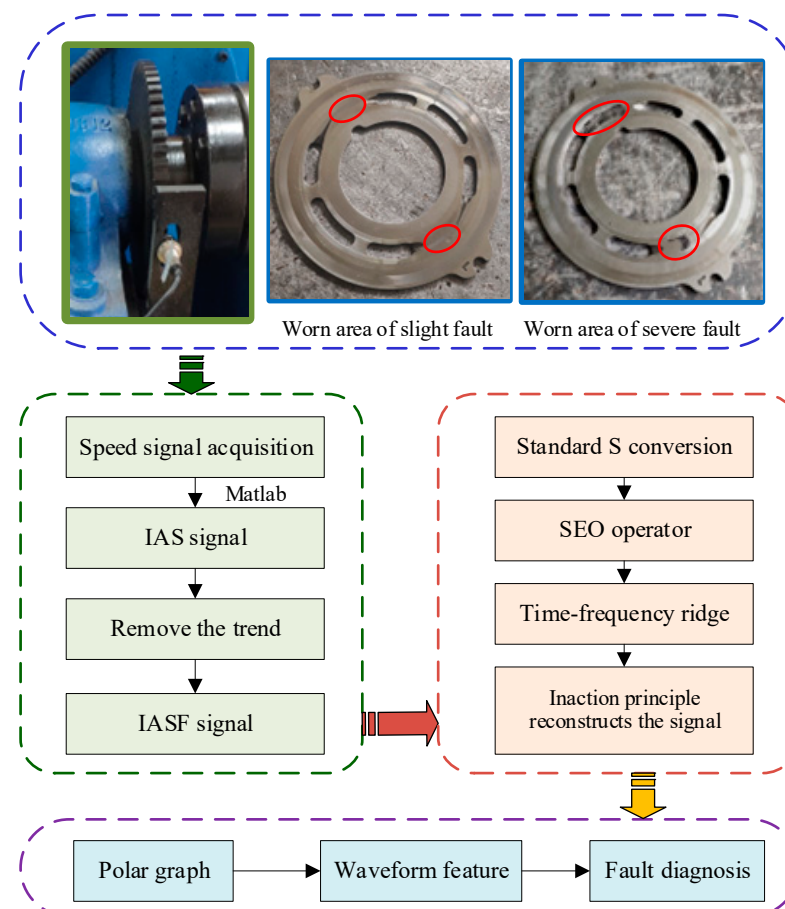 Worn area of slight fault
Worn area of severe fault
Speed signal acquisition
Matlab
IAS signal
Remove the trend
IASF signal
Standard S conversion
SEO operator
Time-frequency ridge
Inaction principle
reconstructs the signal
Polar graph
Waveform feature
Fault diagnosis